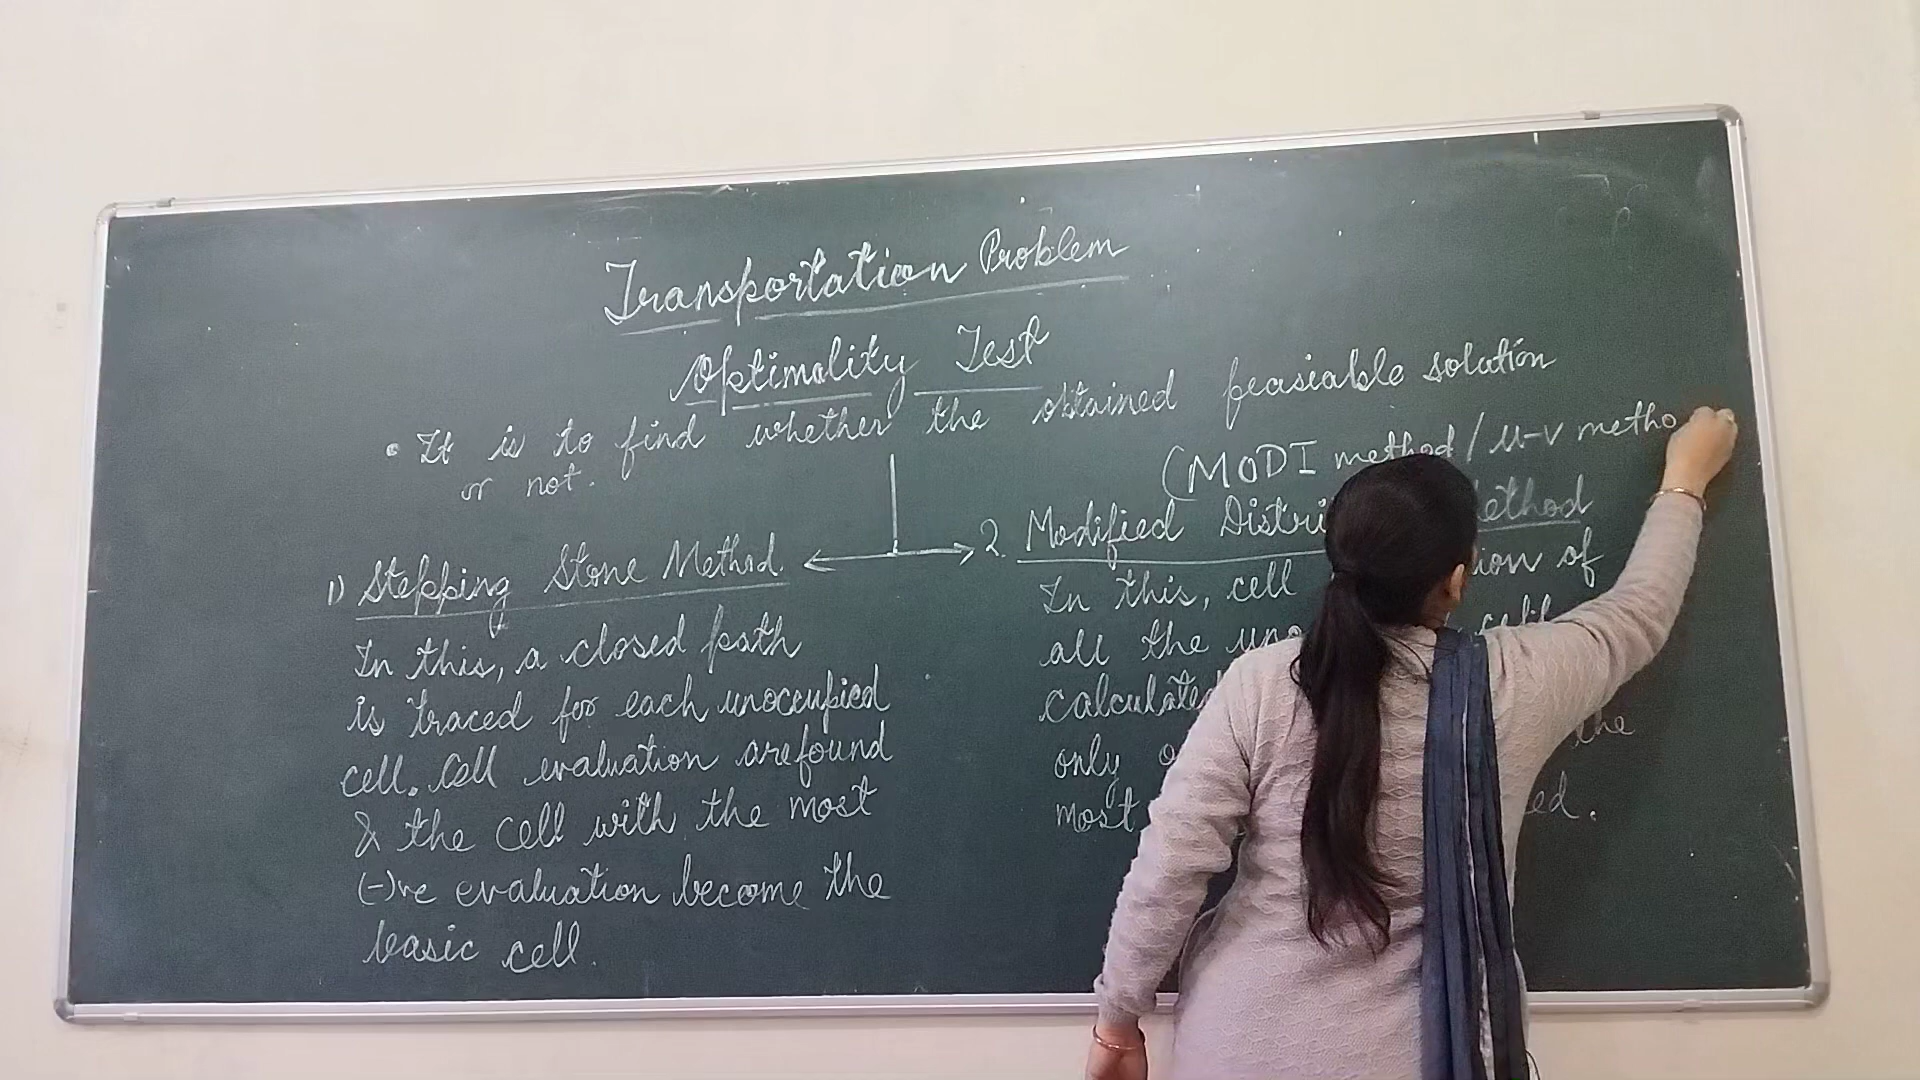 Transportation Problem
Optimality Test
• It is to find whether the obtained feasiable solution
or not.
(MODI method / u-v metho
1) Stepping Stone Method.
In this, a closed path
is traced for each unoccupied
cell. Cell evaluation are found
& the cell with the most
(-)ve evaluation become the
basic cell.
2. Modified Distri ethod
In this, cell ion of
all the uno cell
calculated
only the
most ed.